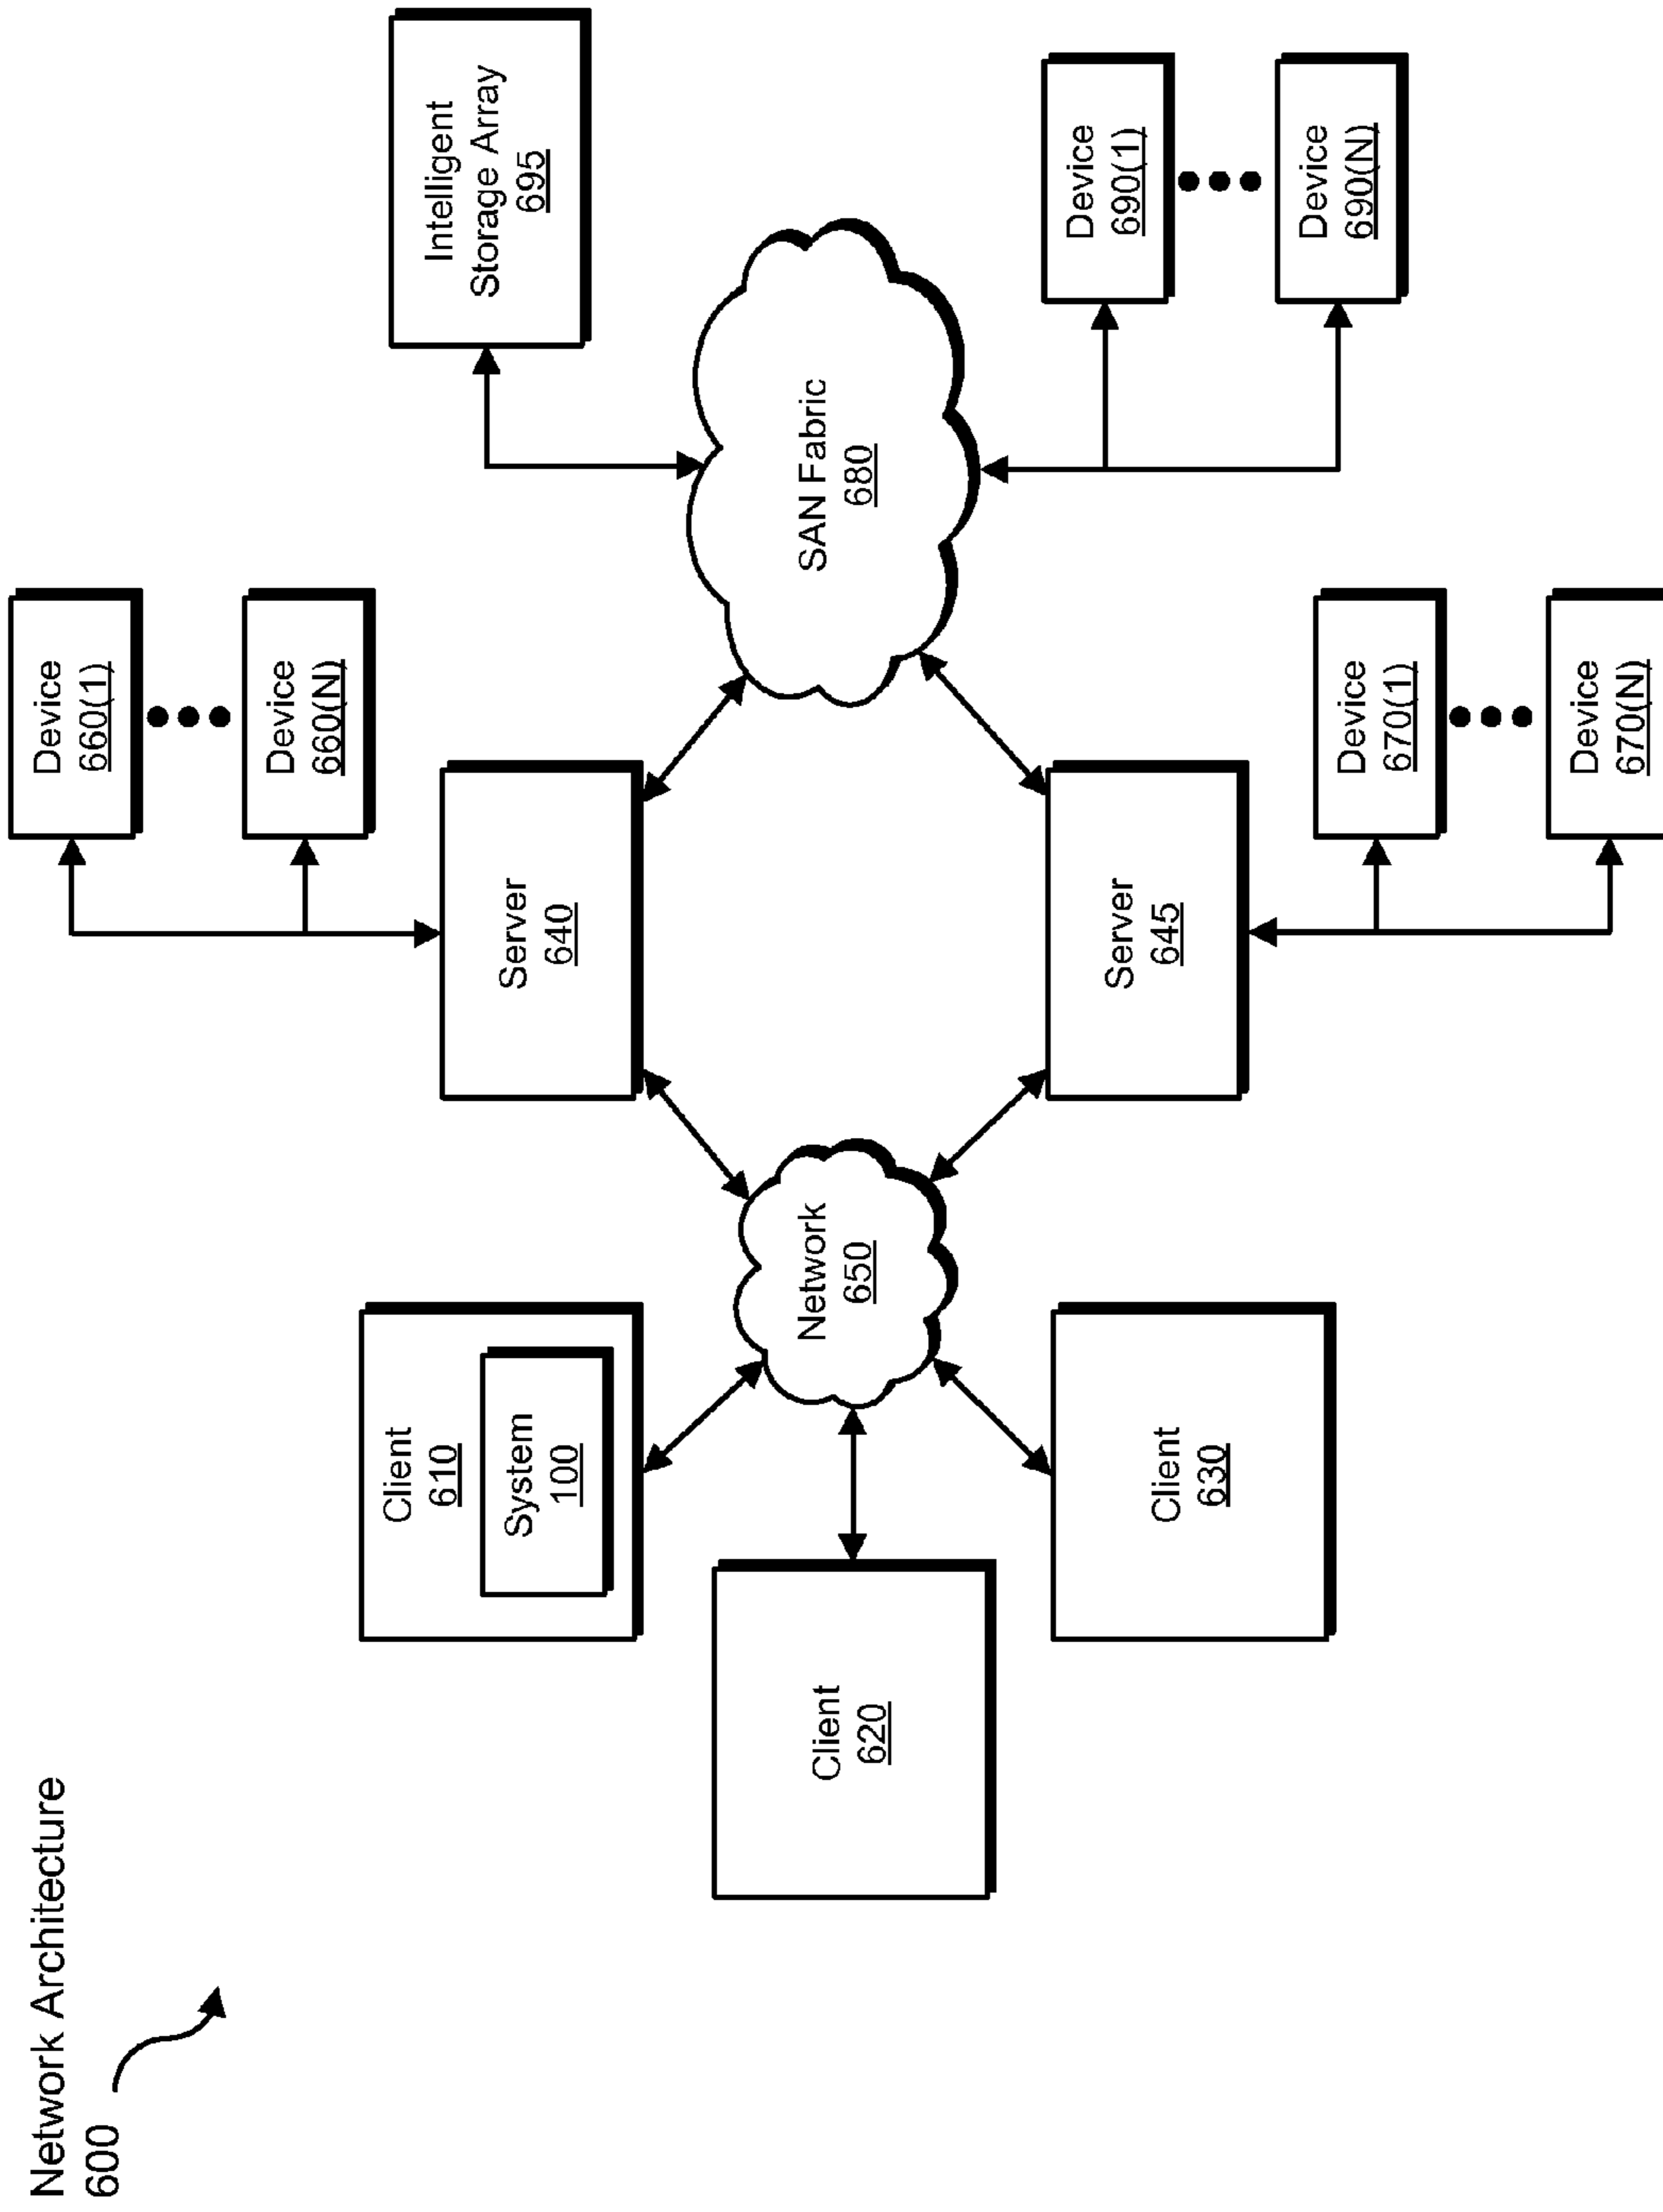 Network Architecture
600
Device
660(1)
Device
660(N)
Intelligent
Storage Array
695
Client
610
System
100
Server
640
Client
620
Network
650
SAN Fabric
680
Client
630
Server
645
Device
690(1)
Device
690(N)
Device
670(1)
Device
670(N)